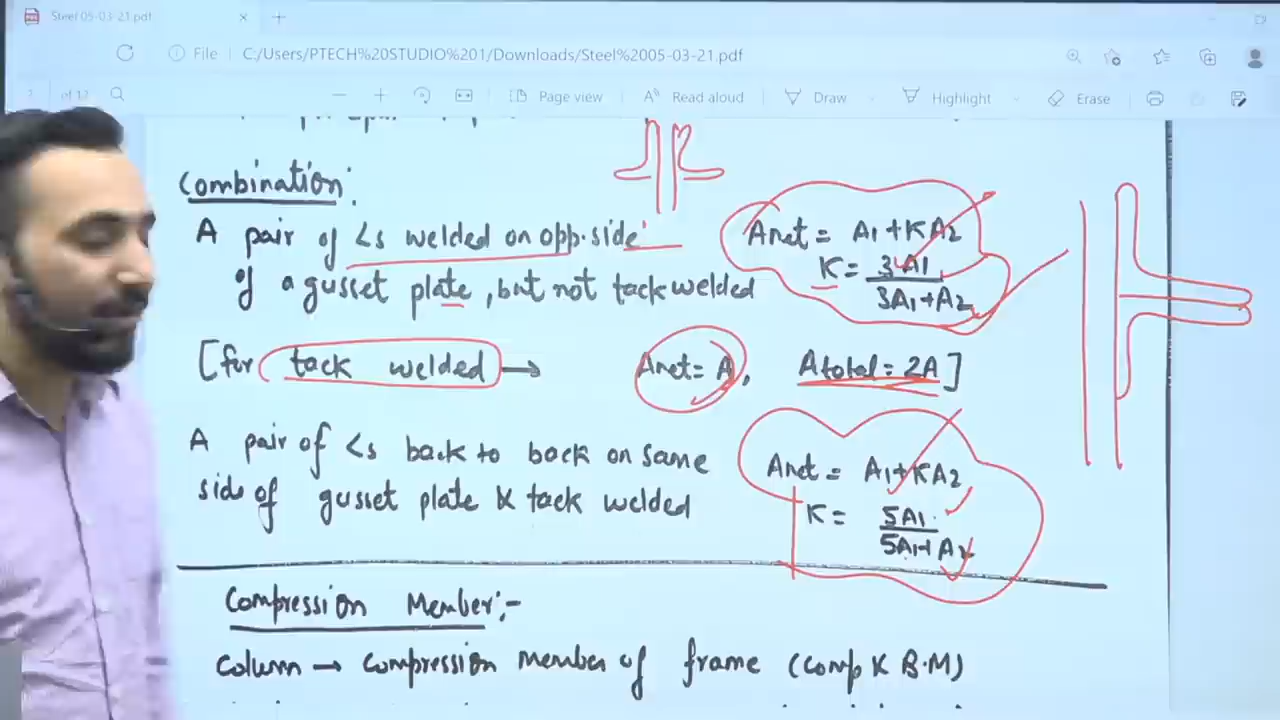 Steel 05-03-21.pdf
File C:/Users/PTECH%20STUDIO%201/Downloads/Steel%2005-03-21.pdf
of 12 Page view Read aloud Draw Highlight Erase
Combination:
A pair of ∠s welded on opp. side
of a gusset plate, but not tack welded
Anet = A1 + KA2
K = 3A1 / 3A1 + A2
[for tack welded → Anet = A, Atotal = 2A]
A pair of ∠s back to back on same
side of gusset plate & tack welded
Anet = A1 + KA2
K = 5A1 / 5A1 + A2
Compression Member:-
Column → Compression member of frame (comp & B.M)